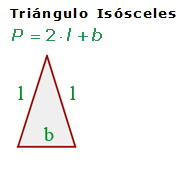 Triángulo Isósceles
P = 2·l+b
l l
b